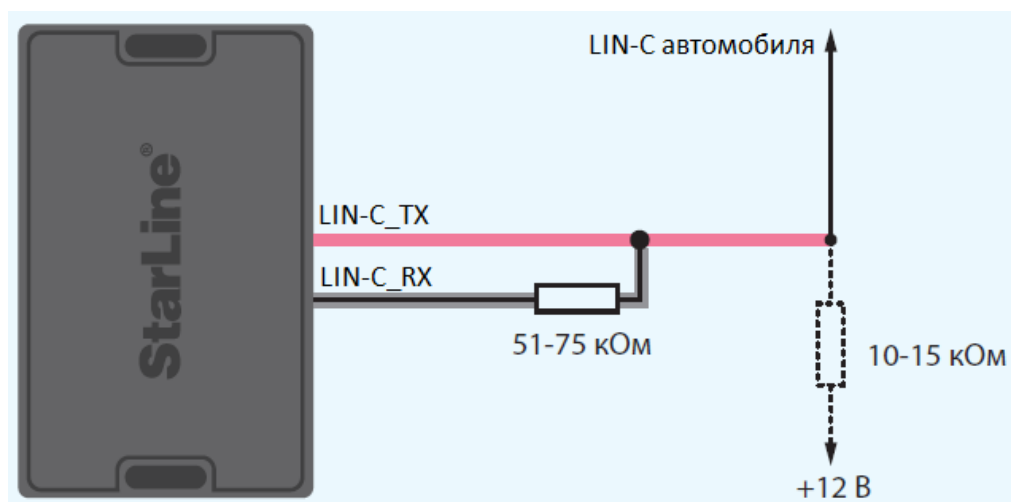 LIN-C автомобиля
StarLine®
LIN-C_TX
LIN-C_RX
51-75 кОм
10-15 кОм
+12 В